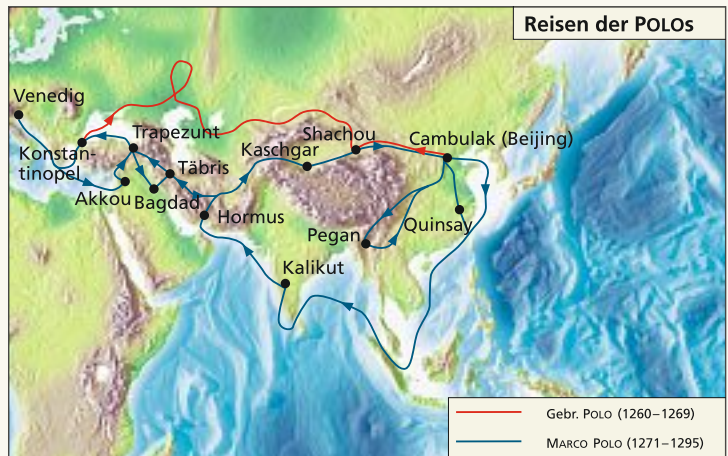 Reisen der POLOs
Venedig
Trapezunt
Shachou
Cambulak (Beijing)
Konstan-
tinopel
Kaschgar
Täbris
Akkou
Bagdad
Hormus
Quinsay
Pegan
Kalikut
Gebr. POLO (1260–1269)
MARCO POLO (1271–1295)